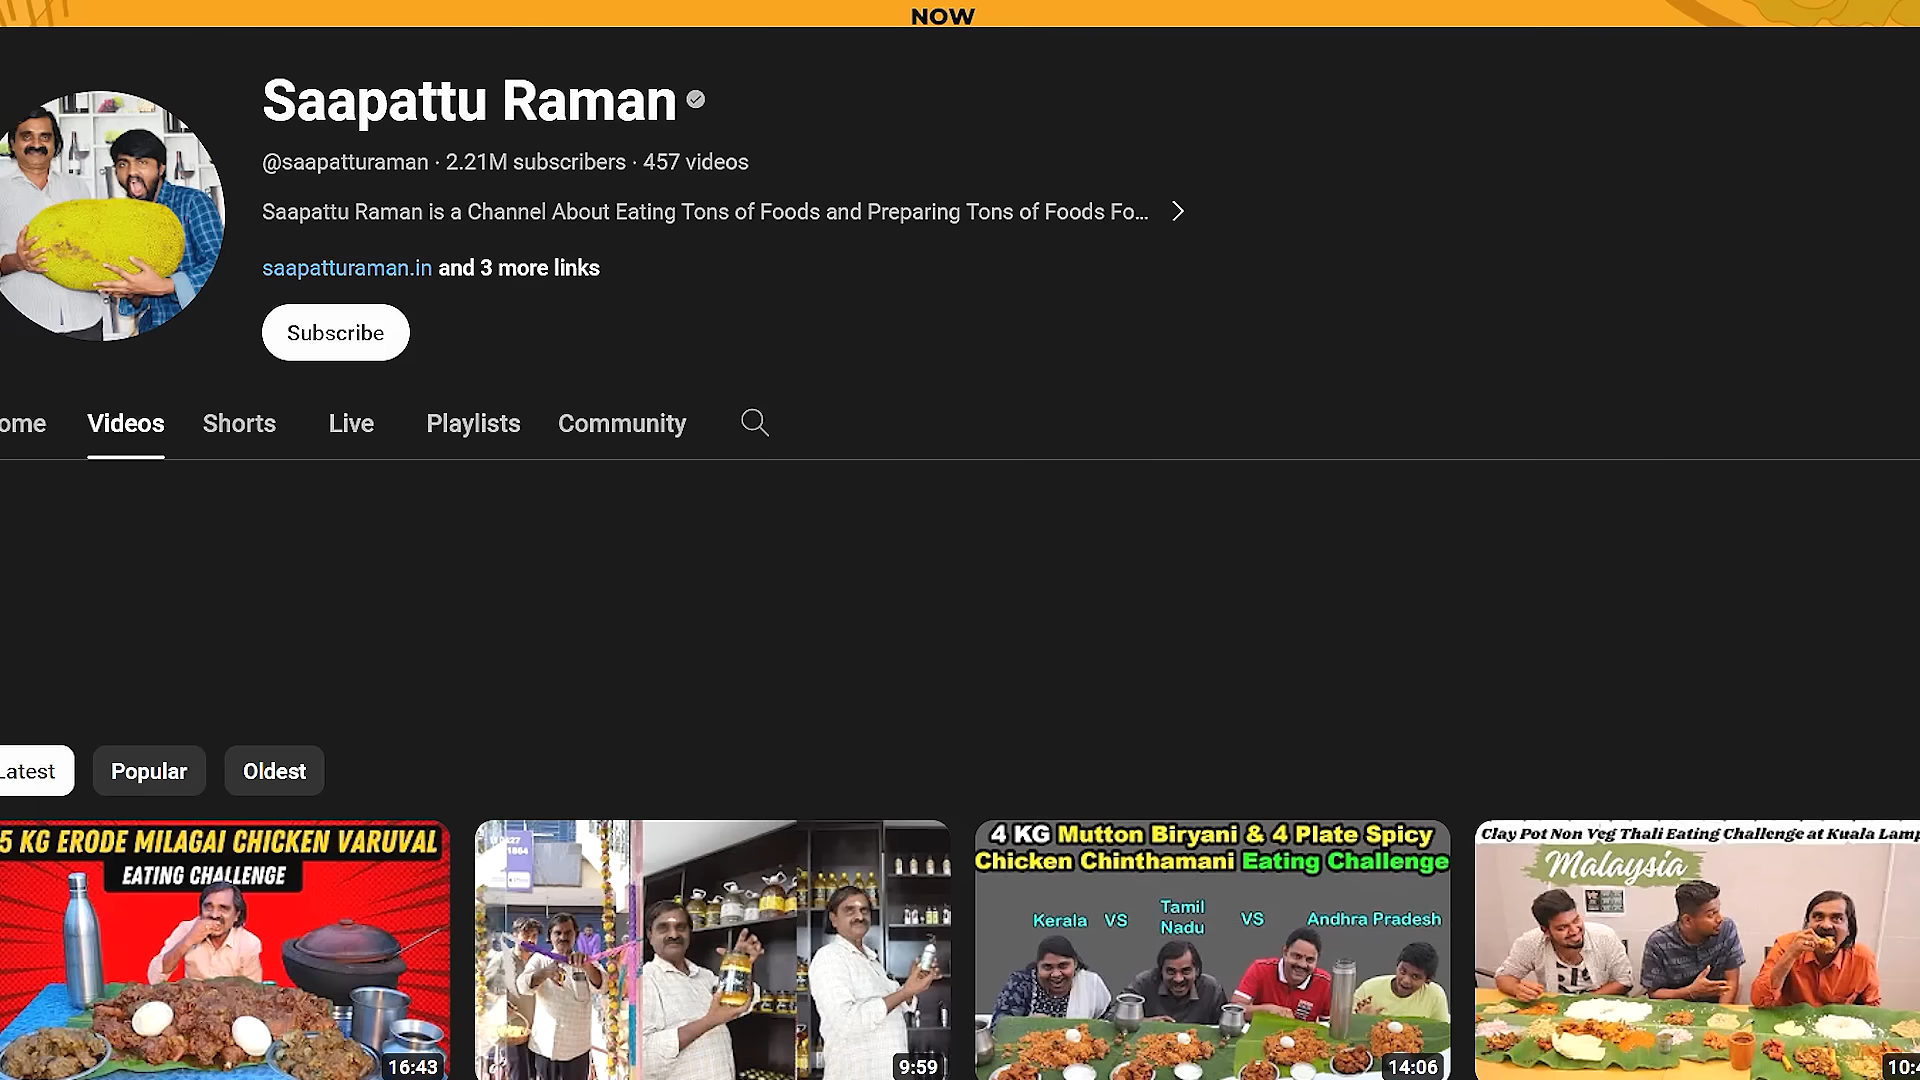 NOW
Saapattu Raman
@saapatturaman · 2.21M subscribers · 457 videos
Saapattu Raman is a Channel About Eating Tons of Foods and Preparing Tons of Foods Fo...
saapatturaman.in and 3 more links
Subscribe
ome Videos Shorts Live Playlists Community
Latest Popular Oldest
5 KG ERODE MILAGAI CHICKEN VARUVAL
EATING CHALLENGE
16:43
9:59
4 KG Mutton Biryani & 4 Plate Spicy
Chicken Chinthamani Eating Challenge
Kerala VS Tamil Nadu VS Andhra Pradesh
14:06
Clay Pot Non Veg Thali Eating Challenge at Kuala Lamp
Malaysia
10:4